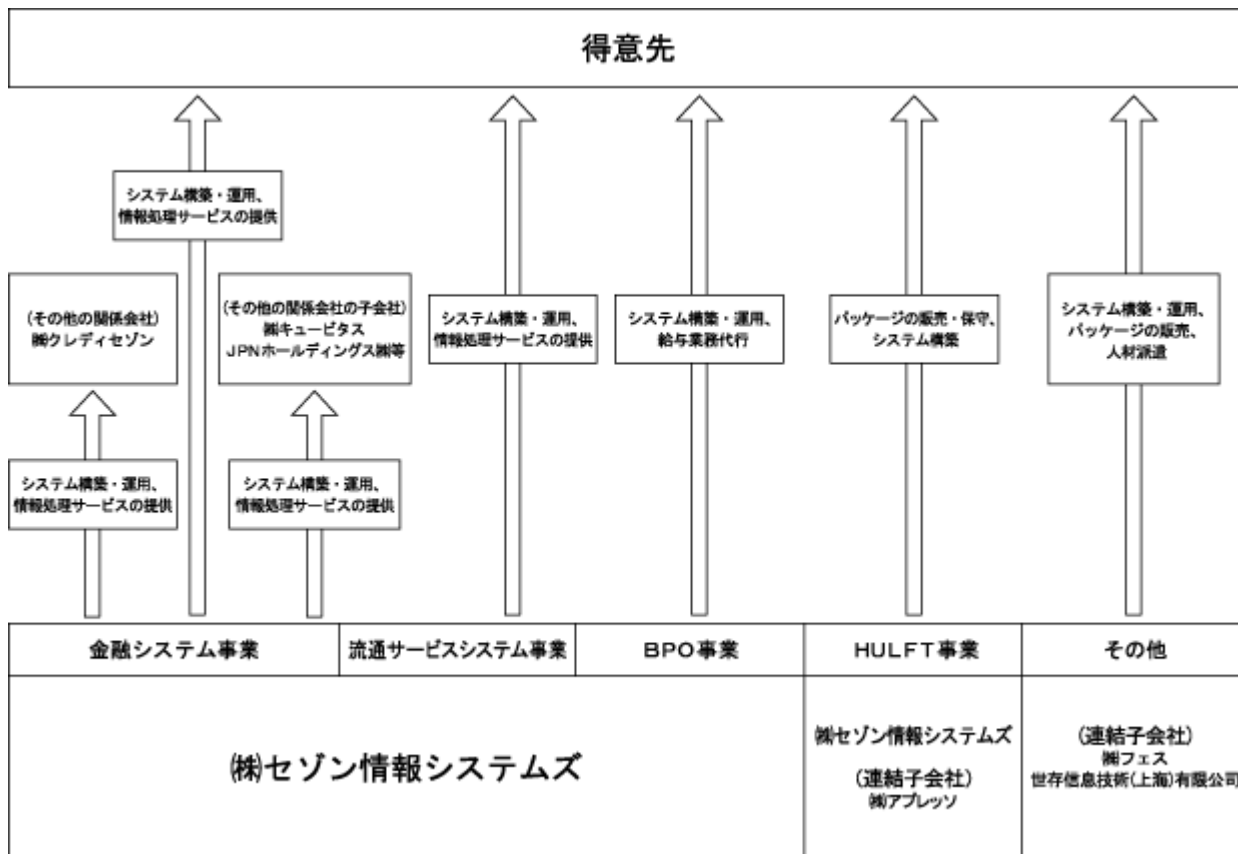 得意先
システム構築・運用、
情報処理サービスの提供
(その他の関係会社)
㈱クレディセゾン
(その他の関係会社の子会社)
㈱キュービタス
JPNホールディングス㈱等
システム構築・運用、
情報処理サービスの提供
システム構築・運用、
給与業務代行
パッケージの販売・保守、
システム構築
システム構築・運用、
パッケージの販売、
人材派遣
システム構築・運用、
情報処理サービスの提供
システム構築・運用、
情報処理サービスの提供
金融システム事業
流通サービスシステム事業
BPO事業
HULFT事業
その他
㈱セゾン情報システムズ
㈱セゾン情報システムズ
(連結子会社)
㈱アプレッソ
(連結子会社)
㈱フェス
世存信息技術(上海)有限公司